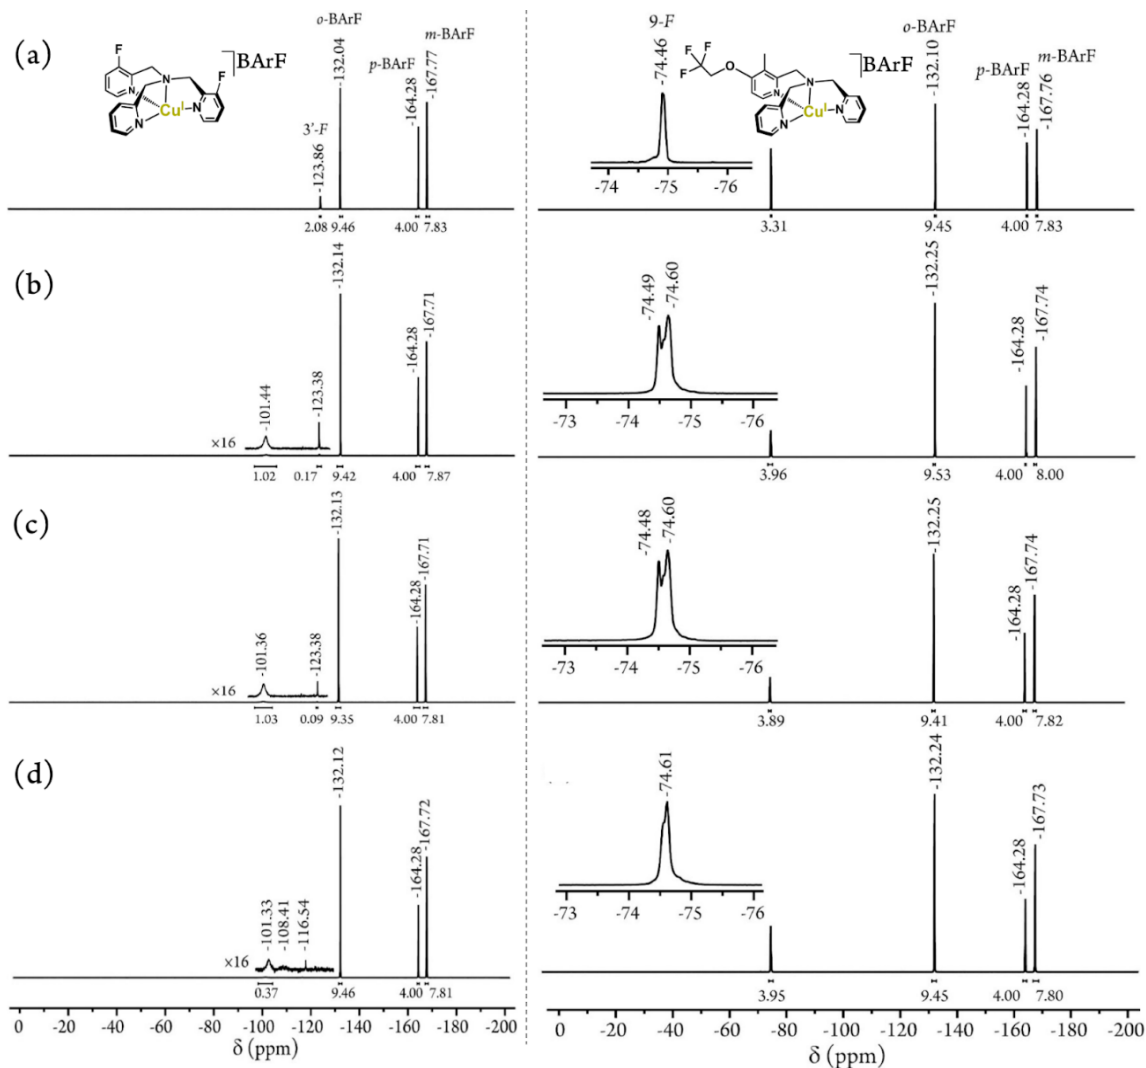 (a)
F
F
N
N
N
N
Cu
I
BArF
3'-F
-123.86
o-BArF
-132.04
p-BArF
-164.28
m-BArF
-167.77
2.08 9.46 4.00 7.83
9-F
-74.46
F
F
F
O
N
N
N
N
Cu
I
BArF
o-BArF
-132.10
p-BArF
-164.28
m-BArF
-167.76
-74 -75 -76
3.31 9.45 4.00 7.83
(b)
×16
-101.44
-123.38
-132.14
-164.28
-167.71
1.02 0.17 9.42 4.00 7.87
-74.49
-74.60
-132.25
-164.28
-167.74
-73 -74 -75 -76
3.96 9.53 4.00 8.00
(c)
×16
-101.36
-123.38
-132.13
-164.28
-167.71
1.03 0.09 9.35 4.00 7.81
-74.48
-74.60
-132.25
-164.28
-167.74
-73 -74 -75 -76
3.89 9.41 4.00 7.82
(d)
×16
-101.33
-108.41
-116.54
-132.12
-164.28
-167.72
0.37 9.46 4.00 7.81
-74.61
-132.24
-164.28
-167.73
-73 -74 -75 -76
3.95 9.45 4.00 7.80
0 -20 -40 -60 -80 -100 -120 -140 -160 -180 -200
δ (ppm)
0 -20 -40 -60 -80 -100 -120 -140 -160 -180 -200
δ (ppm)